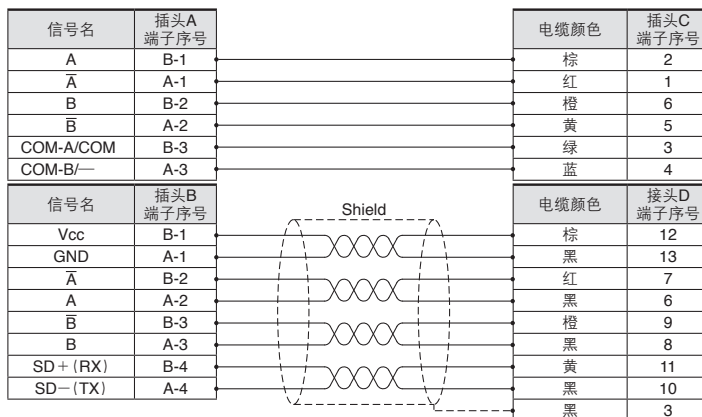 信号名 插头A 端子序号 电缆颜色 插头C 端子序号
A B-1 棕 2
A̅ A-1 红 1
B B-2 橙 6
B̅ A-2 黄 5
COM-A/COM B-3 绿 3
COM-B/— A-3 蓝 4
信号名 插头B 端子序号 Shield 电缆颜色 接头D 端子序号
Vcc B-1 棕 12
GND A-1 黑 13
A̅ B-2 红 7
A A-2 黑 6
B̅ B-3 橙 9
B A-3 黑 8
SD+(RX) B-4 黄 11
SD−(TX) A-4 黑 10
黑 3